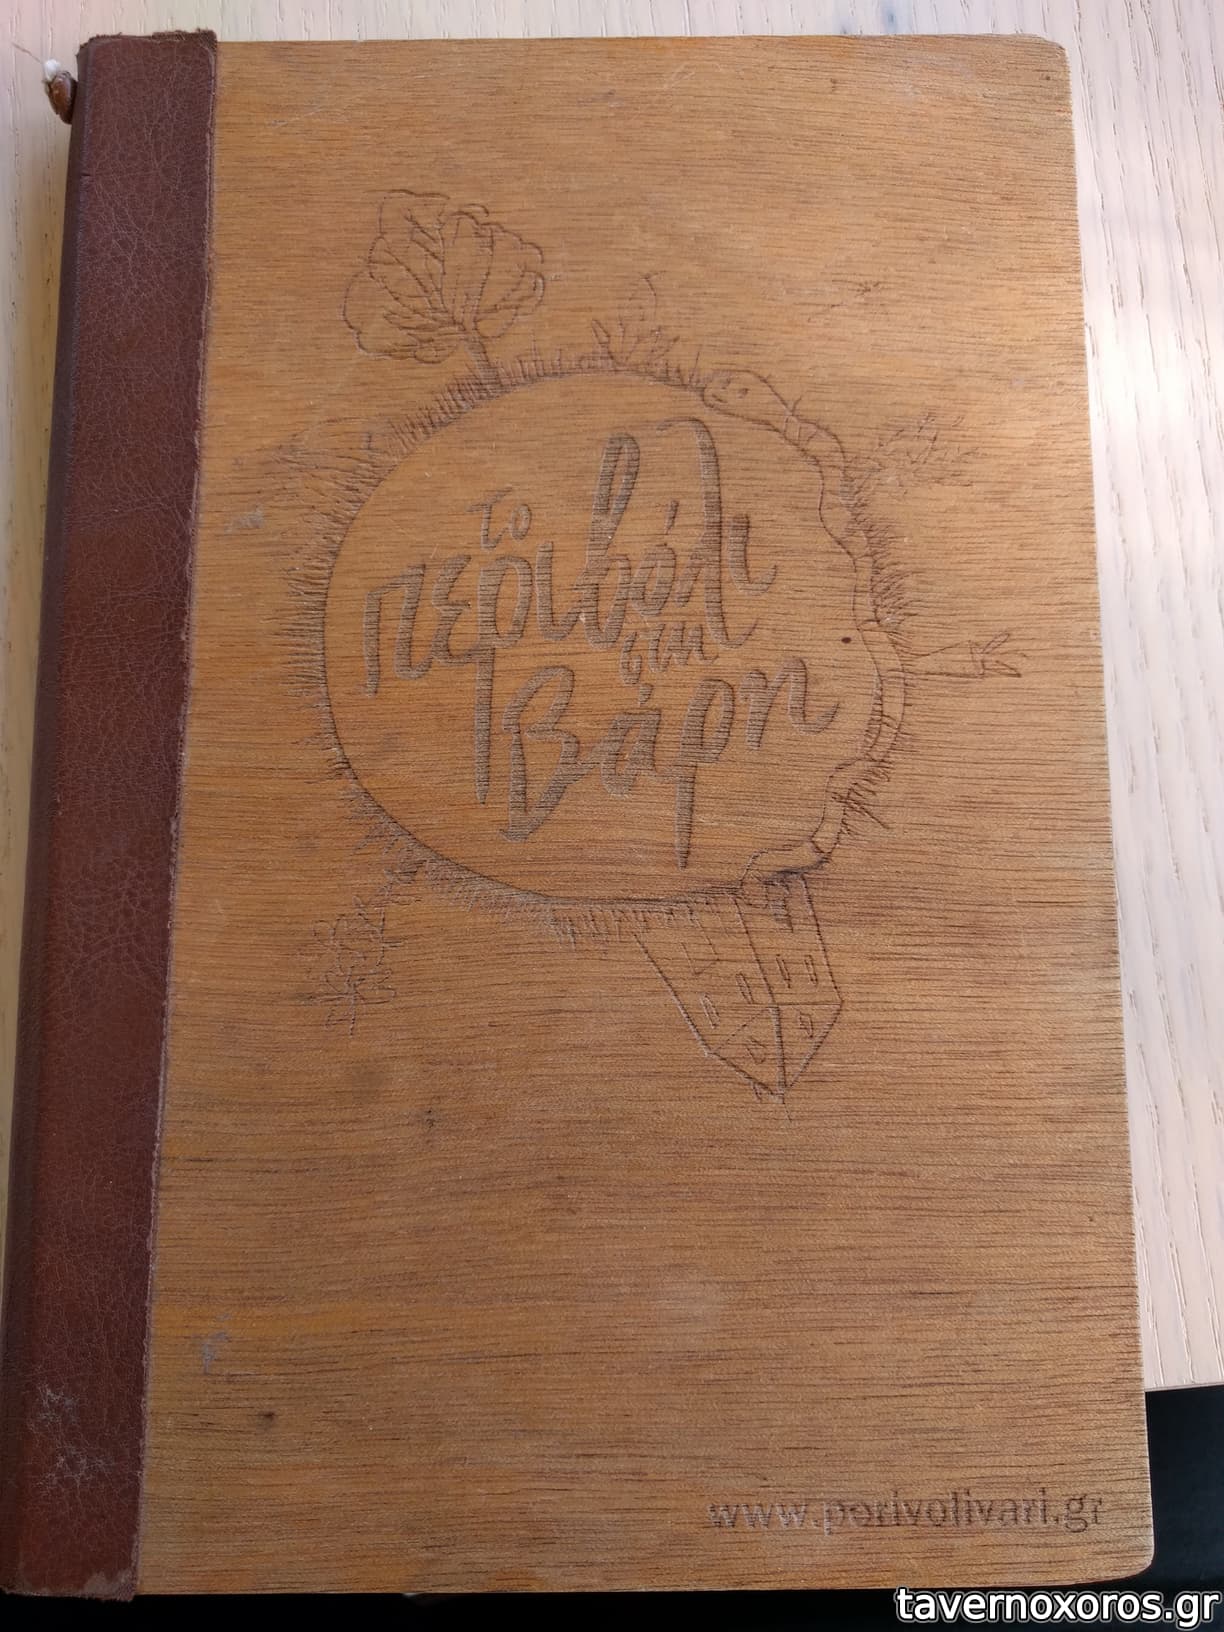 το
περιβόλι
στη
Βάρη
www.perivolivari.gr
tavernoxoros.gr